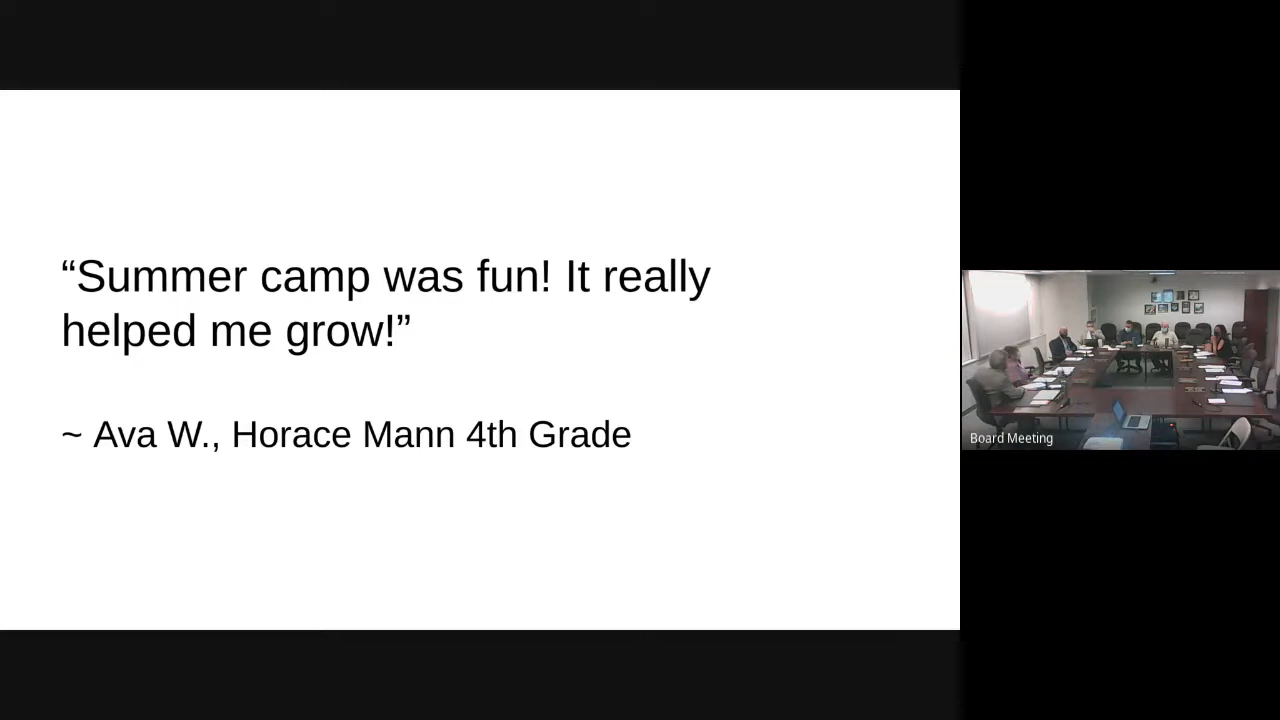 “Summer camp was fun! It really
helped me grow!”
~ Ava W., Horace Mann 4th Grade
Board Meeting